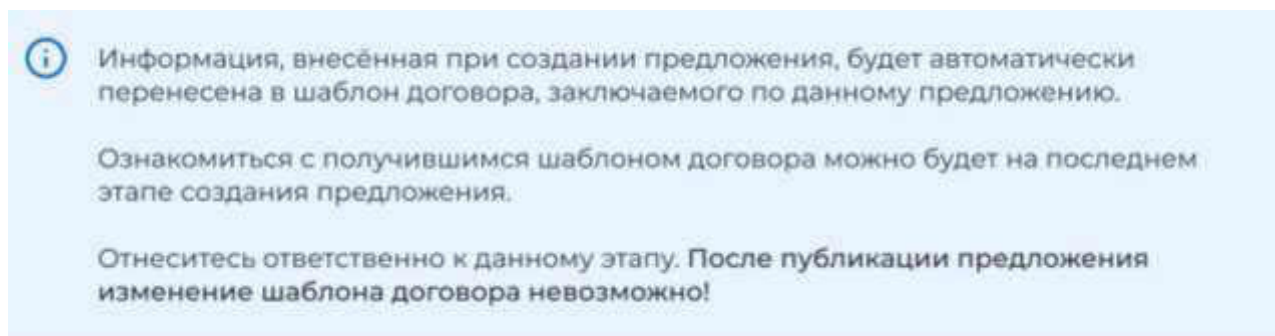 Информация, внесённая при создании предложения, будет автоматически
перенесена в шаблон договора, заключаемого по данному предложению.
Ознакомиться с получившимся шаблоном договора можно будет на последнем
этапе создания предложения.
Отнеситесь ответственно к данному этапу. После публикации предложения
изменение шаблона договора невозможно!